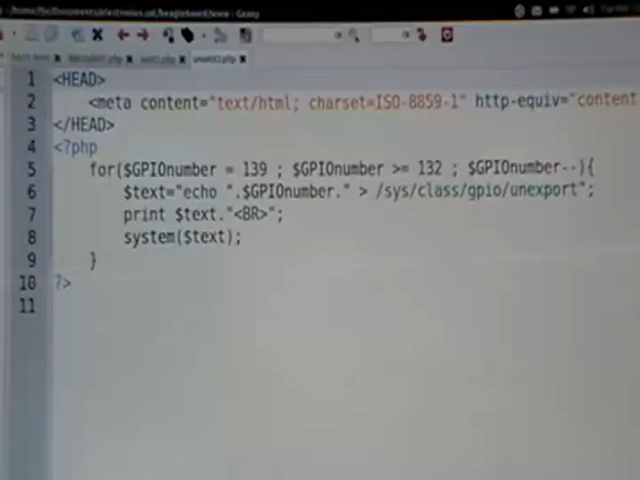 - Geany
1 <HEAD>
2 <meta content="text/html; charset=ISO-8859-1" http-equiv="content
3 </HEAD>
4 <?php
5 for($GPIOnumber = 139 ; $GPIOnumber >= 132 ; $GPIOnumber--){
6 $text="echo ".$GPIOnumber." > /sys/class/gpio/unexport";
7 print $text."<BR>";
8 system($text);
9 }
10 ?>
11